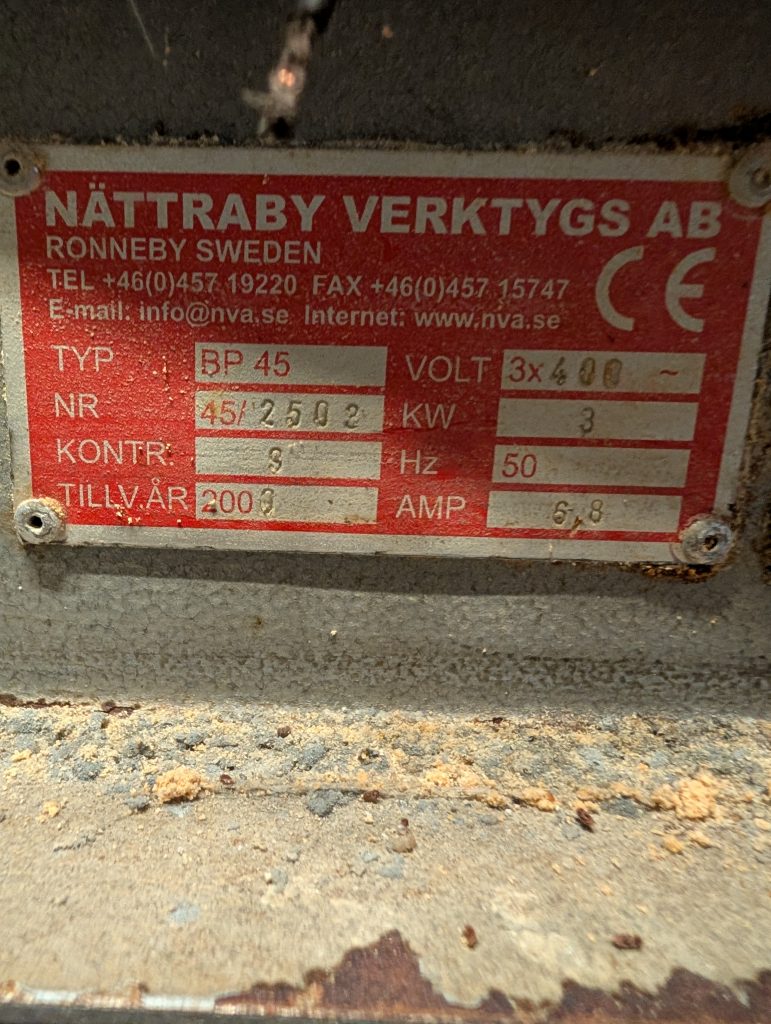 NÄTTRABY VERKTYGS AB
RONNEBY SWEDEN
TEL +46(0)457 19220 FAX +46(0)457 15747
E-mail: info@nva.se Internet: www.nva.se
CE
TYP BP 45 VOLT 3x400 ~
NR 45/2502 KW 3
KONTR. Hz 50
TILLV.ÅR AMP 6,8